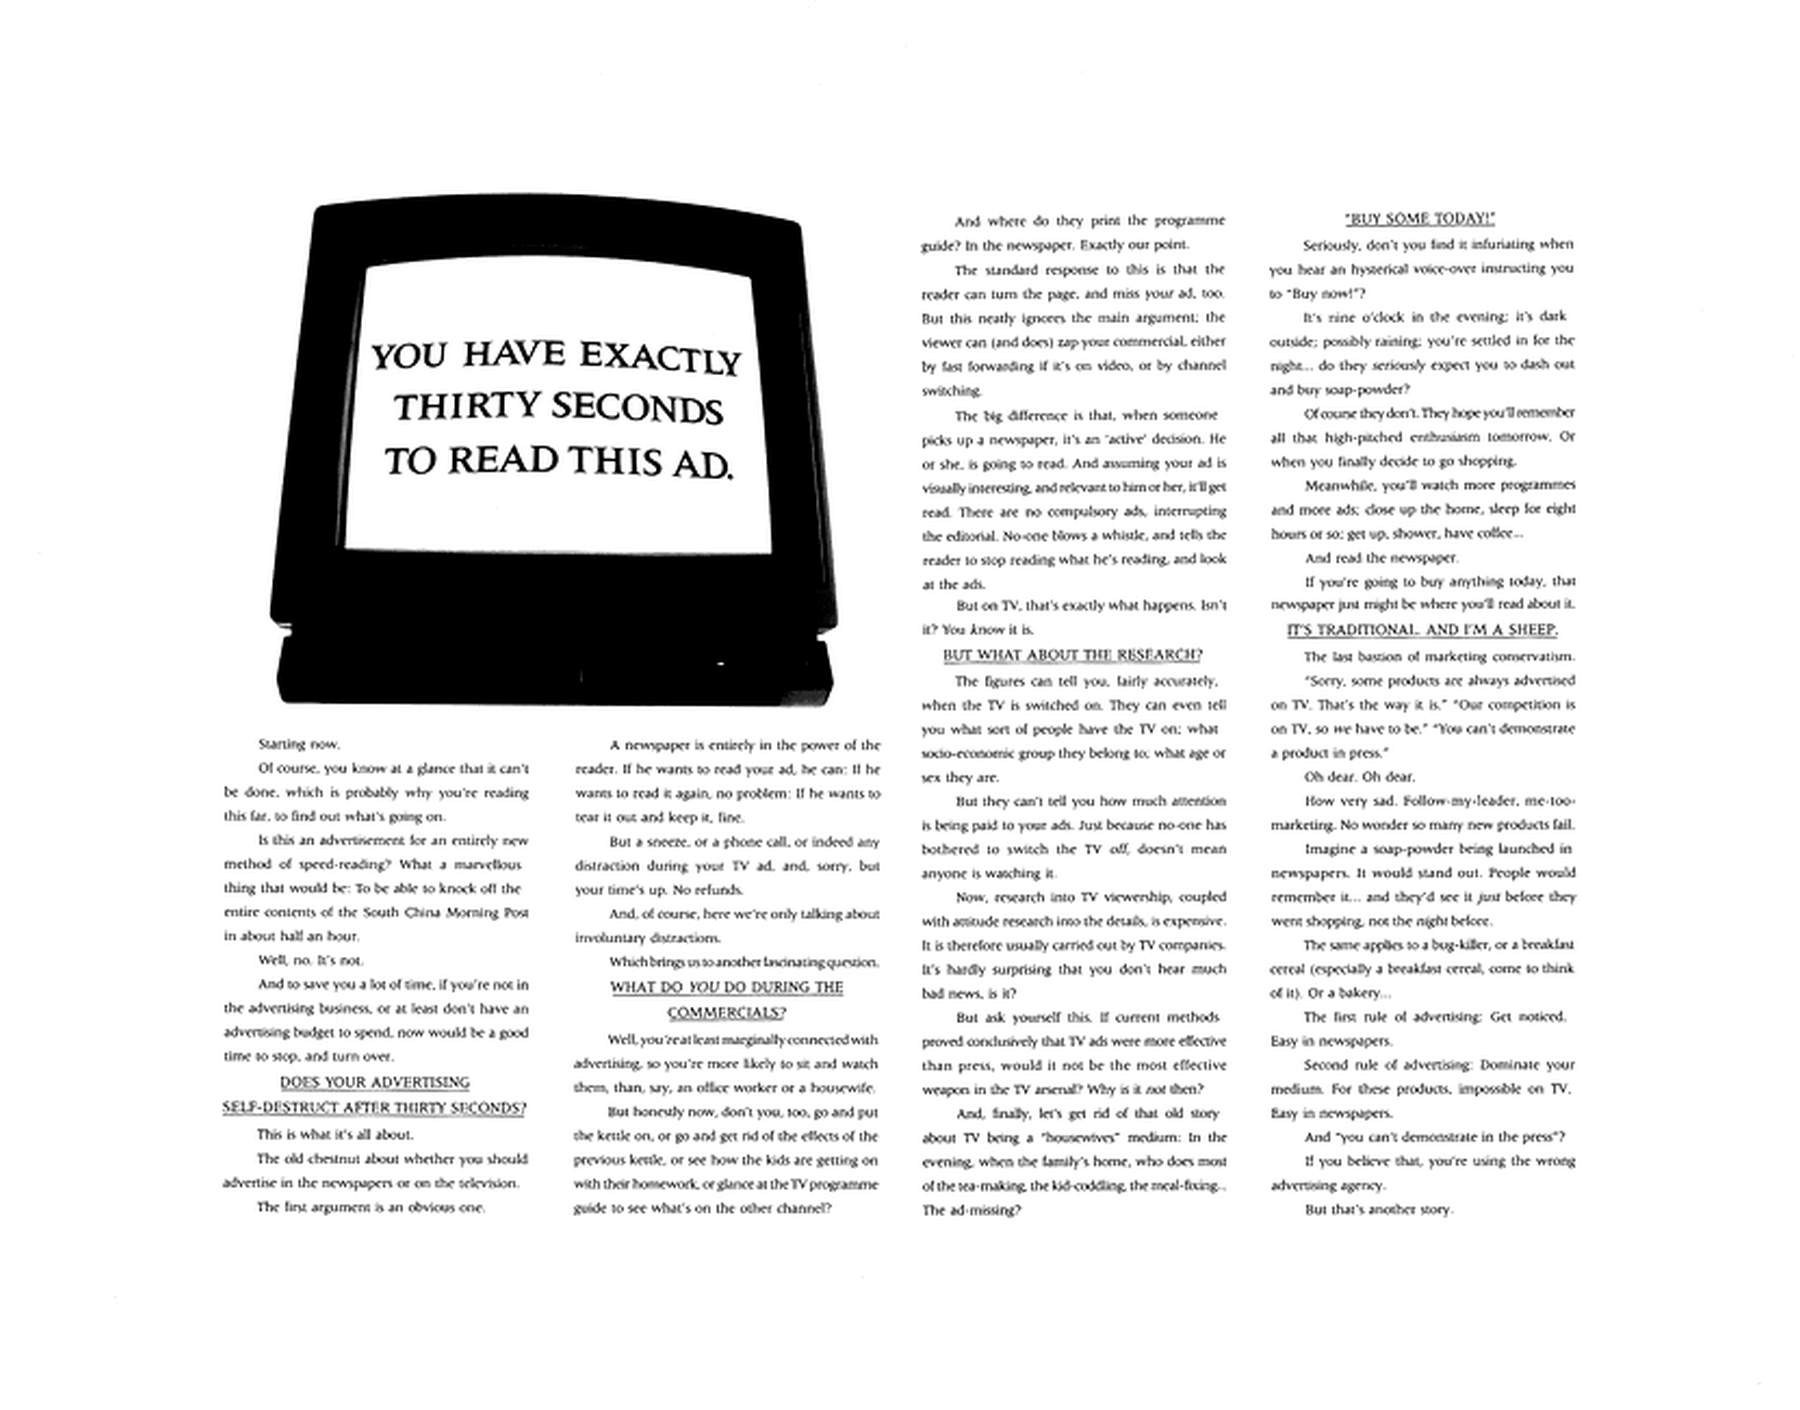 YOU HAVE EXACTLY
THIRTY SECONDS
TO READ THIS AD.
Starting now.
Of course, you know at a glance that it can't
be done, which is probably why you're reading
this far, to find out what's going on.
Is this an advertisement for an entirely new
method of speed-reading? What a marvellous
thing that would be: To be able to knock off the
entire contents of the South China Morning Post
in about half an hour.
Well, no. It's not.
And to save you a lot of time, if you're not in
the advertising business, or at least don't have an
advertising budget to spend, now would be a good
time to stop, and turn over.
DOES YOUR ADVERTISING
SELF-DESTRUCT AFTER THIRTY SECONDS?
This is what it's all about.
The old chestnut about whether you should
advertise in the newspapers or on the television.
The first argument is an obvious one.
A newspaper is entirely in the power of the
reader. If he wants to read your ad, he can: If he
wants to read it again, no problem: If he wants to
tear it out and keep it, fine.
But a sneeze, or a phone call, or indeed any
distraction during your TV ad, and, sorry, but
your time's up. No refunds.
And, of course, here we're only talking about
involuntary distractions.
Which brings us to another fascinating question.
WHAT DO YOU DO DURING THE
COMMERCIALS?
Well, you're at least marginally connected with
advertising, so you're more likely to sit and watch
them, than, say, an office worker or a housewife.
But honestly now, don't you, too, go and put
the kettle on, or go and get rid of the effects of the
previous kettle, or see how the kids are getting on
with their homework, or glance at the TV programme
guide to see what's on the other channel?
And where do they print the programme
guide? In the newspaper. Exactly our point.
The standard response to this is that the
reader can turn the page, and miss your ad, too.
But this neatly ignores the main argument; the
viewer can (and does) zap your commercial, either
by fast forwarding if it's on video, or by channel
switching.
The big difference is that, when someone
picks up a newspaper, it's an 'active' decision. He
or she, is going to read. And assuming your ad is
visually interesting, and relevant to him or her, it'll get
read. There are no compulsory ads, interrupting
the editorial. No-one blows a whistle, and tells the
reader to stop reading what he's reading, and look
at the ads.
But on TV, that's exactly what happens. Isn't
it? You know it is.
BUT WHAT ABOUT THE RESEARCH?
The figures can tell you, fairly accurately,
when the TV is switched on. They can even tell
you what sort of people have the TV on; what
socio-economic group they belong to; what age or
sex they are.
But they can't tell you how much attention
is being paid to your ads. Just because no-one has
bothered to switch the TV off, doesn't mean
anyone is watching it.
Now, research into TV viewership, coupled
with attitude research into the details, is expensive.
It is therefore usually carried out by TV companies.
It's hardly surprising that you don't hear much
bad news, is it?
But ask yourself this. If current methods
proved conclusively that TV ads were more effective
than press, would it not be the most effective
weapon in the TV arsenal? Why is it not then?
And, finally, let's get rid of that old story
about TV being a "housewives" medium: In the
evening, when the family's home, who does most
of the tea-making, the kid-coddling, the meal-fixing...
The ad-missing?
"BUY SOME TODAY!"
Seriously, don't you find it infuriating when
you hear an hysterical voice-over instructing you
to "Buy now!"?
It's nine o'clock in the evening; it's dark
outside; possibly raining; you're settled in for the
night... do they seriously expect you to dash out
and buy soap-powder?
Of course they don't. They hope you'll remember
all that high-pitched enthusiasm tomorrow. Or
when you finally decide to go shopping.
Meanwhile, you'll watch more programmes
and more ads; close up the home, sleep for eight
hours or so; get up, shower, have coffee...
And read the newspaper.
If you're going to buy anything today, that
newspaper just might be where you'll read about it.
IT'S TRADITIONAL. AND I'M A SHEEP.
The last bastion of marketing conservatism.
"Sorry, some products are always advertised
on TV. That's the way it is." "Our competition is
on TV, so we have to be." "You can't demonstrate
a product in press."
Oh dear. Oh dear.
How very sad. Follow-my-leader, me-too-
marketing. No wonder so many new products fail.
Imagine a soap-powder being launched in
newspapers. It would stand out. People would
remember it... and they'd see it just before they
went shopping, not the night before.
The same applies to a bug-killer, or a breakfast
cereal (especially a breakfast cereal, come to think
of it). Or a bakery...
The first rule of advertising: Get noticed.
Easy in newspapers.
Second rule of advertising: Dominate your
medium. For these products, impossible on TV.
Easy in newspapers.
And "you can't demonstrate in the press"?
If you believe that, you're using the wrong
advertising agency.
But that's another story.